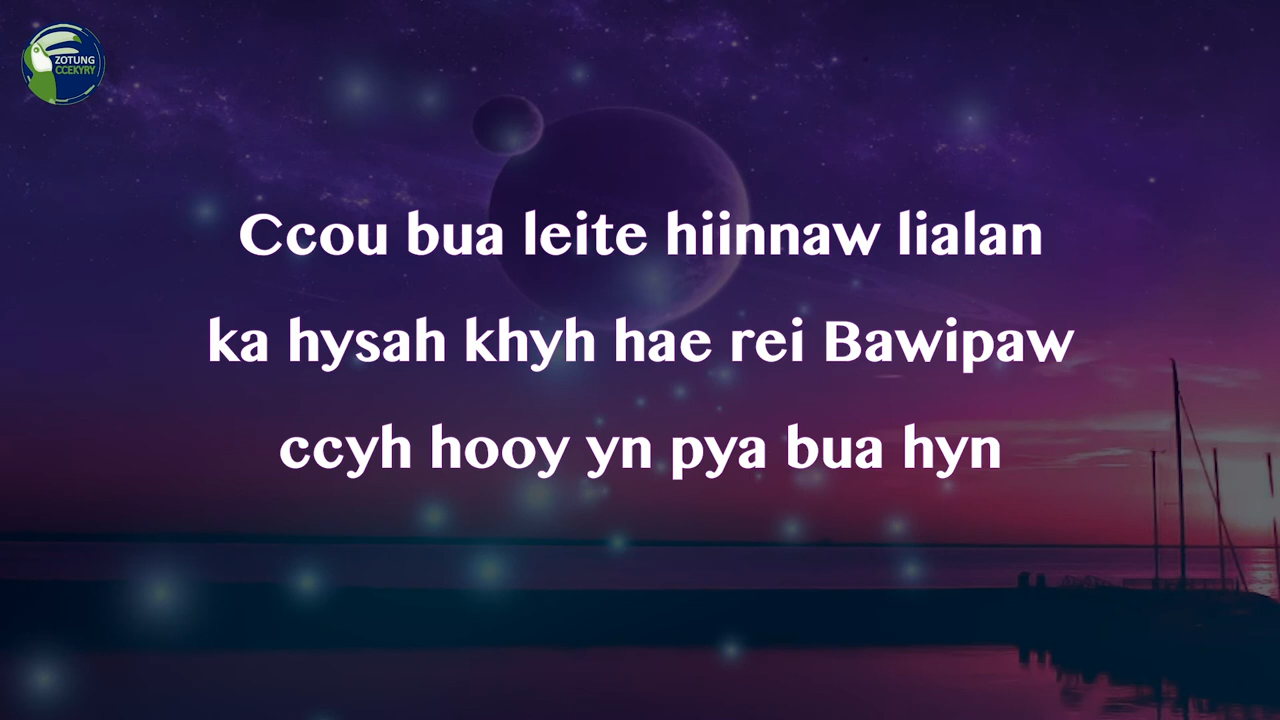 ZOTUNG
CCEKYRY
Ccou bua leite hiinnaw lialan
ka hysah khyh hae rei Bawipaw
ccyh hooy yn pya bua hyn